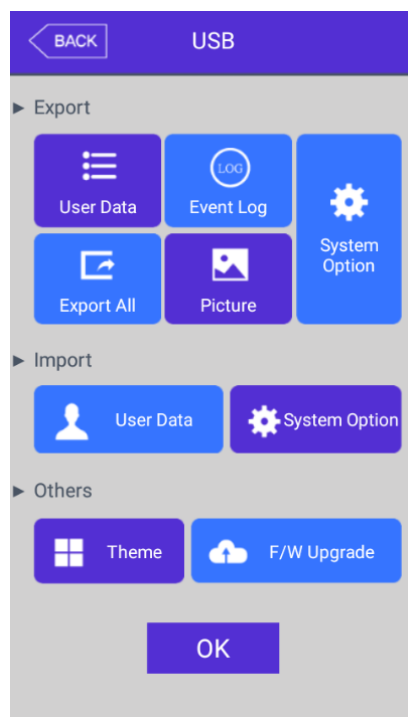 BACK
USB
Export
User Data
LOG
Event Log
System
Option
Export All
Picture
Import
User Data
System Option
Others
Theme
F/W Upgrade
OK